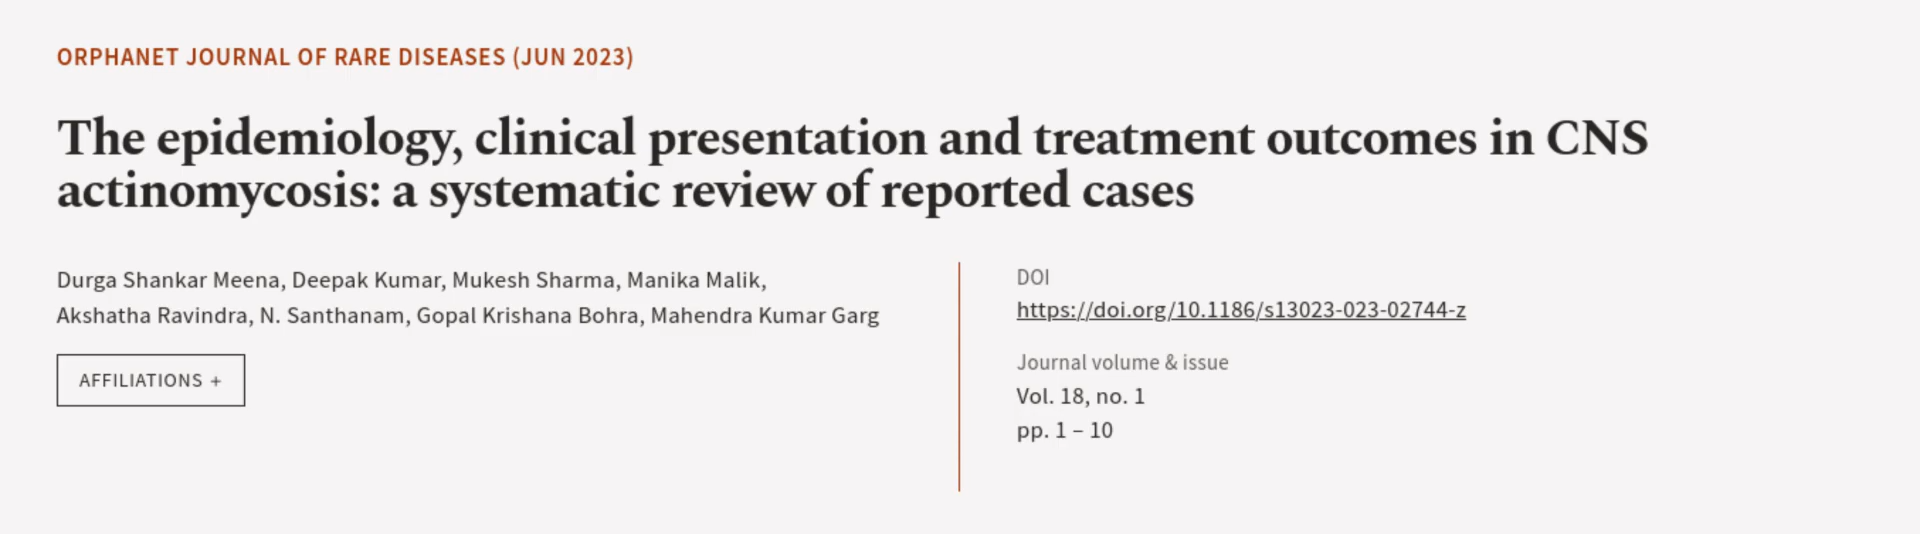 ORPHANET JOURNAL OF RARE DISEASES (JUN 2023)
The epidemiology, clinical presentation and treatment outcomes in CNS
actinomycosis: a systematic review of reported cases
Durga Shankar Meena, Deepak Kumar, Mukesh Sharma, Manika Malik,
Akshatha Ravindra, N. Santhanam, Gopal Krishana Bohra, Mahendra Kumar Garg
AFFILIATIONS +
DOI
https://doi.org/10.1186/s13023-023-02744-z
Journal volume & issue
Vol. 18, no. 1
pp. 1 – 10